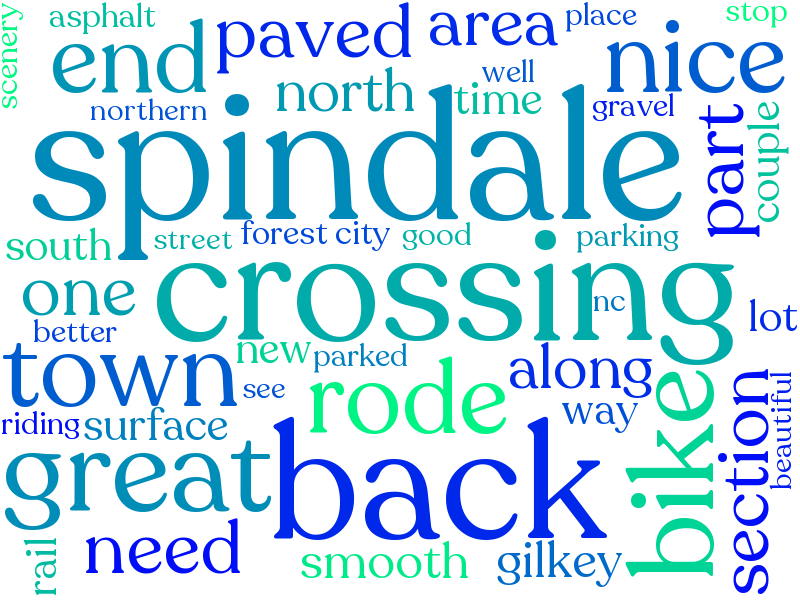 scenery
asphalt
end
paved
area
place
stop
nice
north
well
time
northern
gravel
part
couple
spindale
south
street
forest city
good
parking
crossing
one
nc
lot
better
new
parked
town
see
along
rode
way
riding
surface
bike
section
beautiful
great
back
need
rail
smooth
gilkey